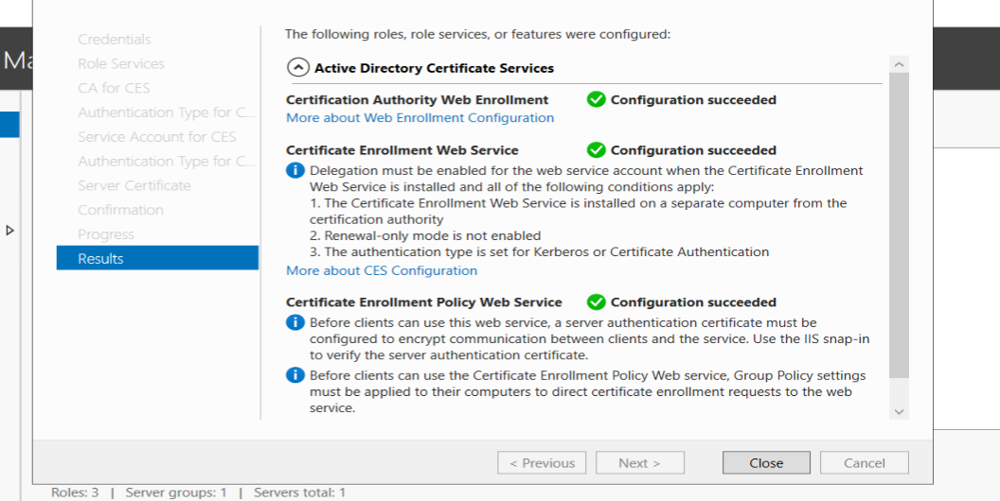 Ma
Credentials
Role Services
CA for CES
Authentication Type for C...
Service Account for CES
Authentication Type for C...
Server Certificate
Confirmation
Progress
Results
The following roles, role services, or features were configured:
Active Directory Certificate Services
Certification Authority Web Enrollment Configuration succeeded
More about Web Enrollment Configuration
Certificate Enrollment Web Service Configuration succeeded
Delegation must be enabled for the web service account when the Certificate Enrollment
Web Service is installed and all of the following conditions apply:
1. The Certificate Enrollment Web Service is installed on a separate computer from the
certification authority
2. Renewal-only mode is not enabled
3. The authentication type is set for Kerberos or Certificate Authentication
More about CES Configuration
Certificate Enrollment Policy Web Service Configuration succeeded
Before clients can use this web service, a server authentication certificate must be
configured to encrypt communication between clients and the service. Use the IIS snap-in
to verify the server authentication certificate.
Before clients can use the Certificate Enrollment Policy Web service, Group Policy settings
must be applied to their computers to direct certificate enrollment requests to the web
service.
< Previous Next > Close Cancel
Roles: 3 | Server groups: 1 | Servers total: 1